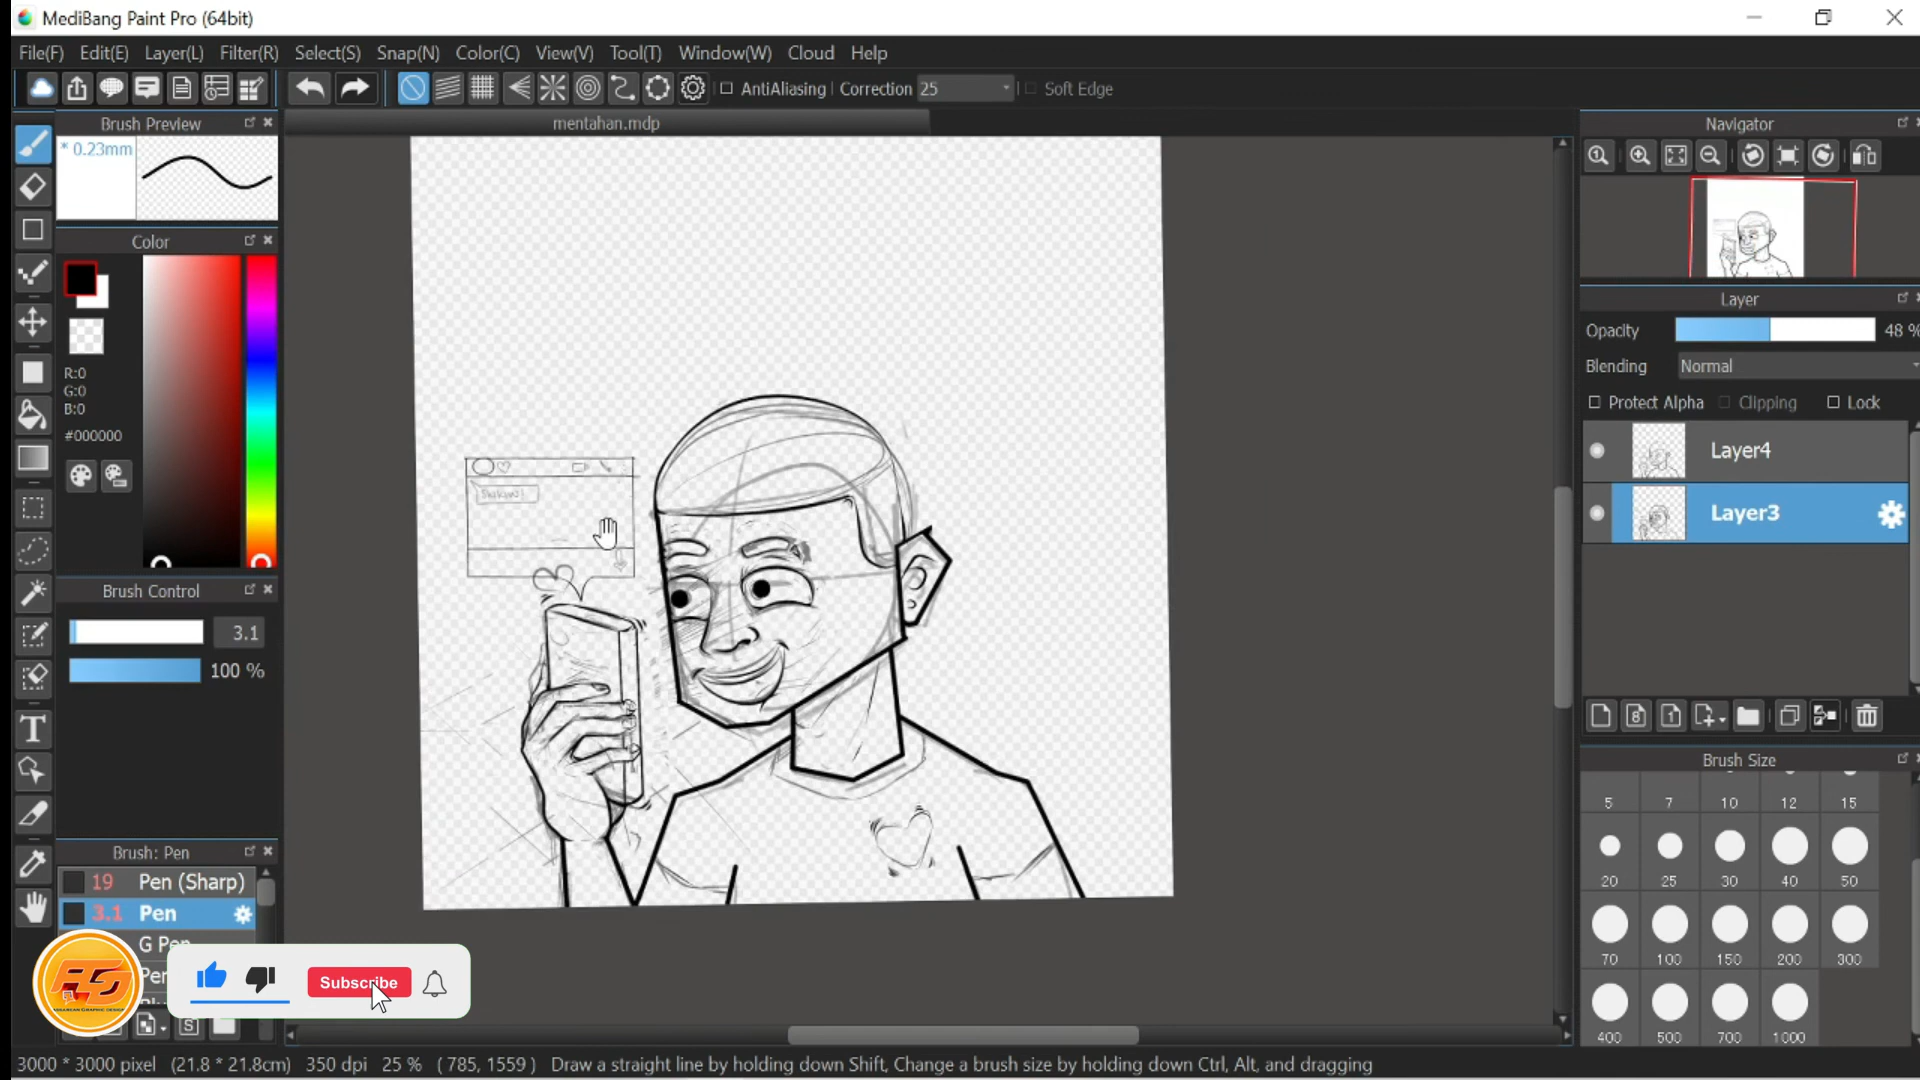 MediBang Paint Pro (64bit)
File(F) Edit(E) Layer(L) Filter(R) Select(S) Snap(N) Color(C) View(V) Tool(T) Window(W) Cloud Help
AntiAliasing Correction 25 Soft Edge
Brush Preview
mentahan.mdp
Navigator
* 0.23mm
Color
Layer
Opacity 48 %
Blending Normal
R:0
G:0
B:0
#000000
Protect Alpha Clipping Lock
Layer4
Layer3
Brush Control
3.1
100 %
Brush Size
5 7 10 12 15
20 25 30 40 50
70 100 150 200 300
400 500 700 1000
Brush: Pen
19 Pen (Sharp)
3.1 Pen
G Pen
Subscribe
3000 * 3000 pixel (21.8 * 21.8cm) 350 dpi 25 % ( 785, 1559 ) Draw a straight line by holding down Shift, Change a brush size by holding down Ctrl, Alt, and dragging